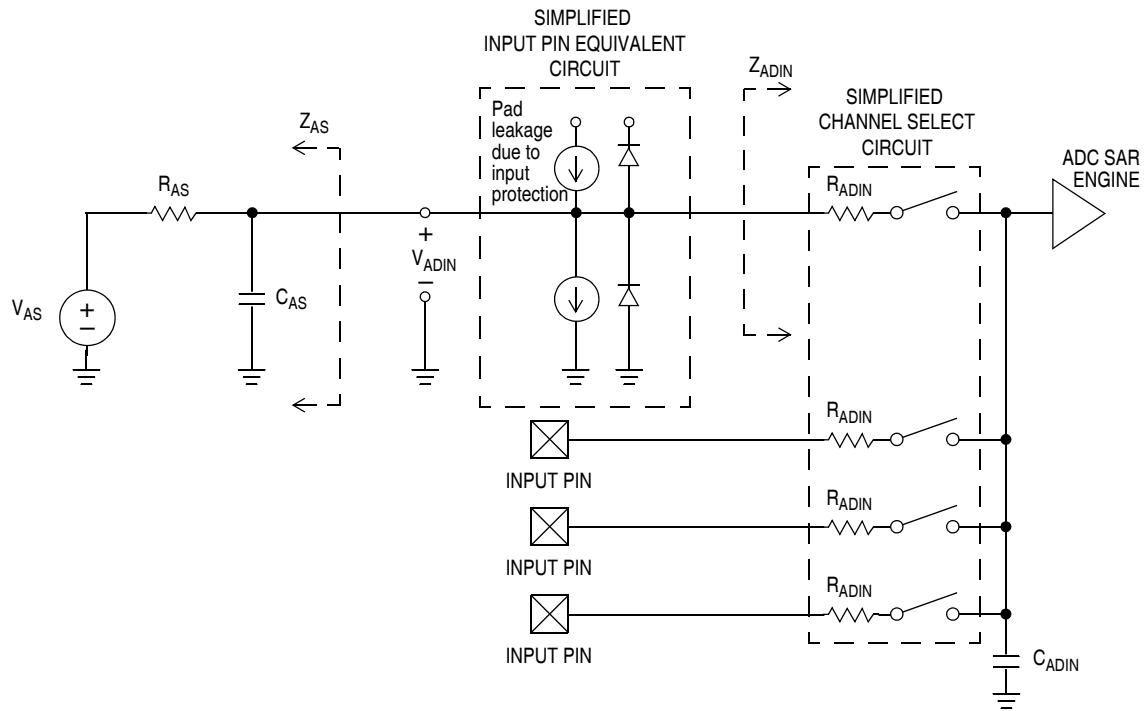 SIMPLIFIED
INPUT PIN EQUIVALENT
CIRCUIT
Z_ADIN
SIMPLIFIED
CHANNEL SELECT
CIRCUIT
Pad
leakage
due to
input
protection
Z_AS
ADC SAR
ENGINE
R_AS
R_ADIN
+
V_ADIN
–
C_AS
V_AS
+
–
R_ADIN
INPUT PIN
R_ADIN
INPUT PIN
R_ADIN
INPUT PIN
C_ADIN